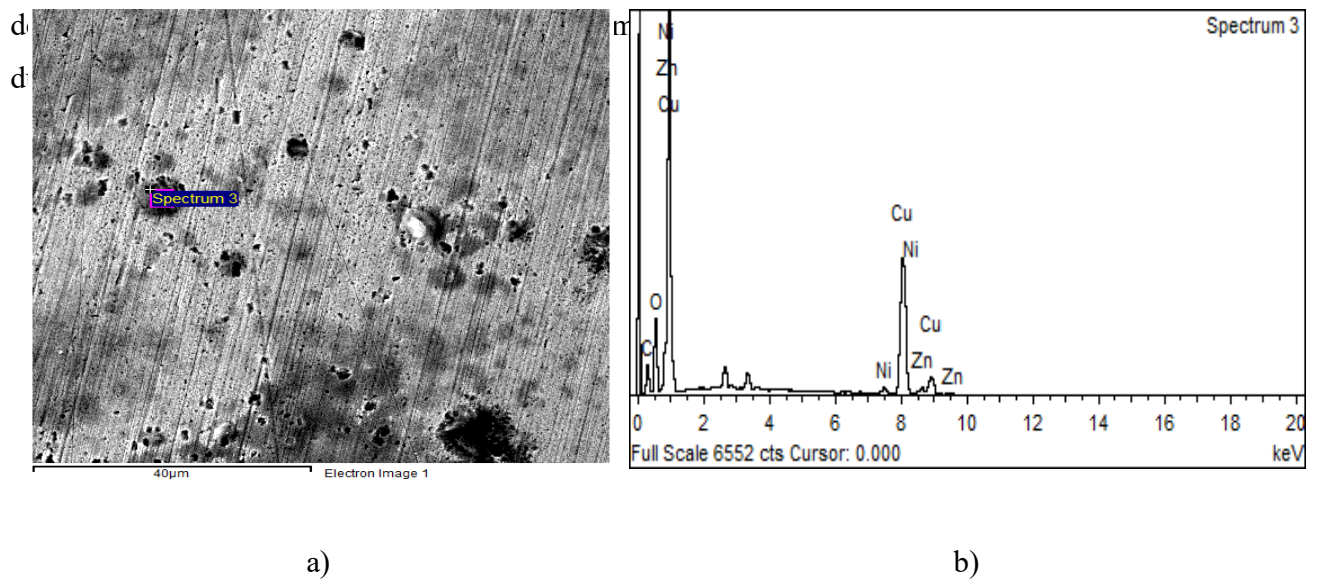 Spectrum 3
40µm
Electron Image 1
Spectrum 3
Ni
Zn
Cu
Cu
Ni
O
Cu
C
Ni
Zn
Zn
0 2 4 6 8 10 12 14 16 18 20
Full Scale 6552 cts Cursor: 0.000 keV
a) b)